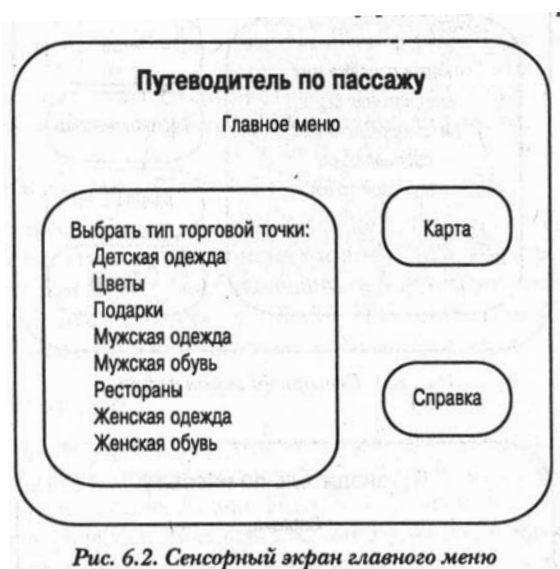 Путеводитель по пассажу
Главное меню
Выбрать тип торговой точки:
Детская одежда
Цветы
Подарки
Мужская одежда
Мужская обувь
Рестораны
Женская одежда
Женская обувь
Карта
Справка
Рис. 6.2. Сенсорный экран главного меню